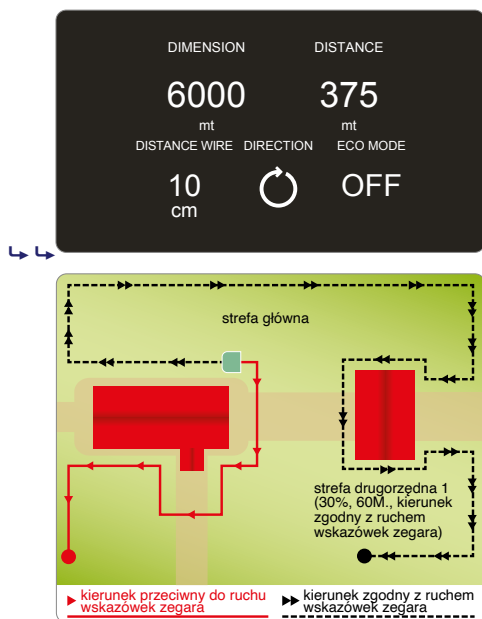 DIMENSION DISTANCE
6000 375
mt mt
DISTANCE WIRE DIRECTION ECO MODE
10 OFF
cm
strefa główna
strefa drugorzędna 1
(30%, 60M., kierunek
zgodny z ruchem
wskazówek zegara)
kierunek przeciwny do ruchu
wskazówek zegara
kierunek zgodny z ruchem
wskazówek zegara